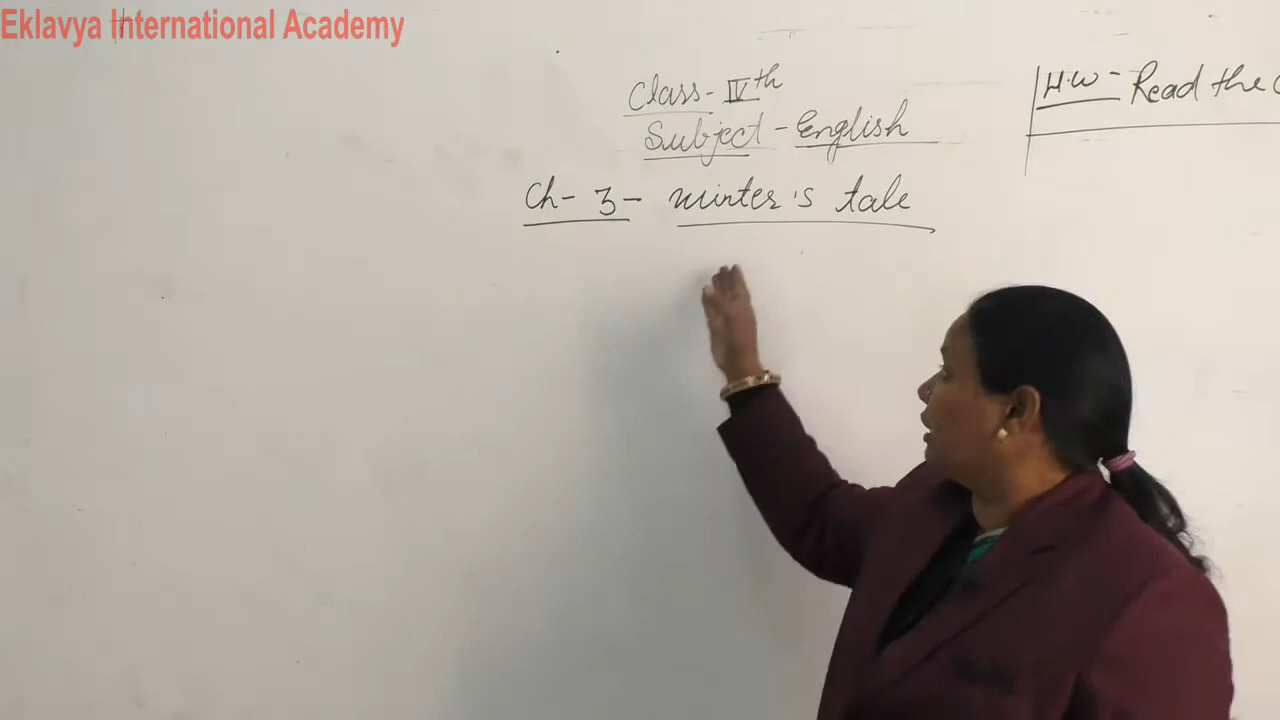 Eklavya International Academy
Class- IVth
Subject - English
Ch- 3- Winter's tale
H.W - Read the